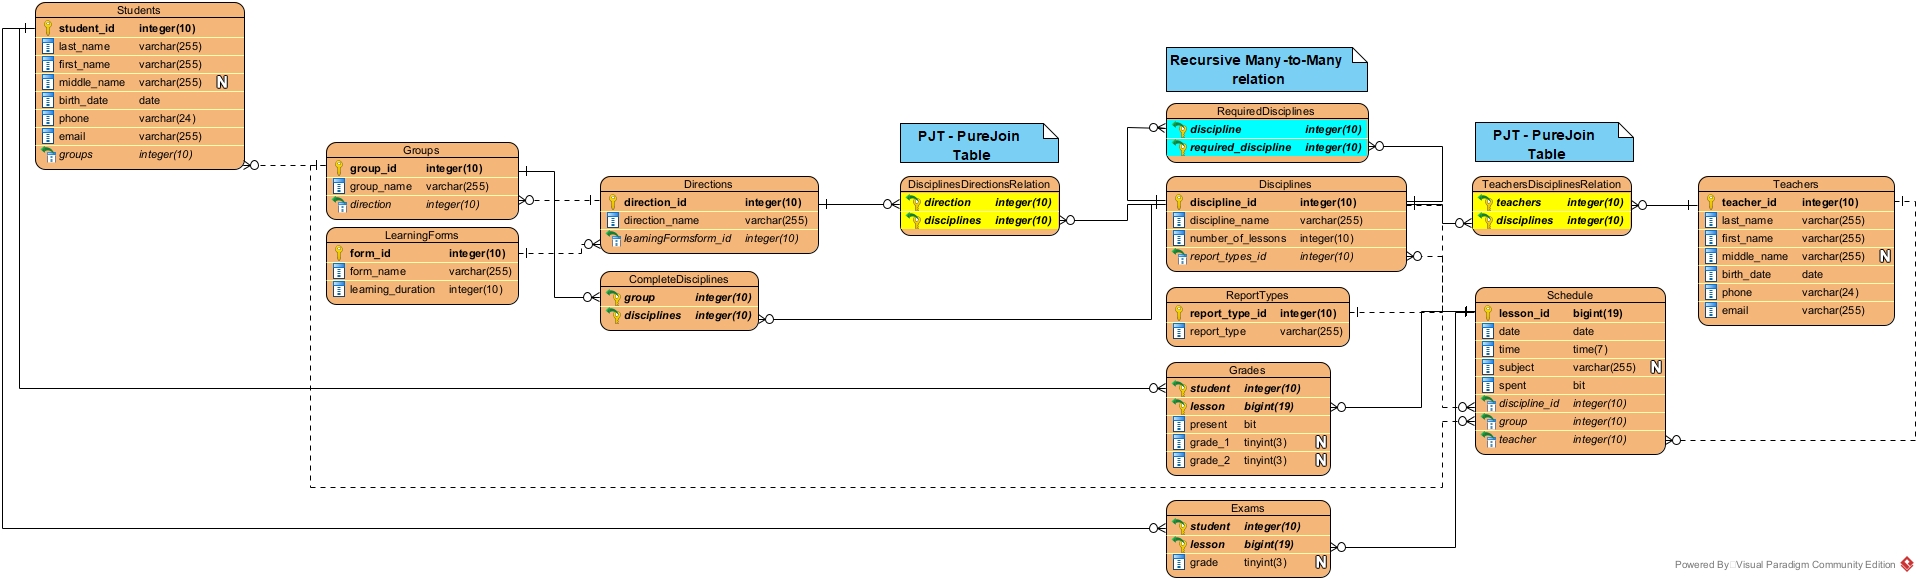 Students
student_id integer(10)
last_name varchar(255)
first_name varchar(255)
middle_name varchar(255) N
birth_date date
phone varchar(24)
email varchar(255)
groups integer(10)
Groups
group_id integer(10)
group_name varchar(255)
direction integer(10)
LearningForms
form_id integer(10)
form_name varchar(255)
learning_duration integer(10)
Directions
direction_id integer(10)
direction_name varchar(255)
learningFormsform_id integer(10)
CompleteDisciplines
group integer(10)
disciplines integer(10)
PJT - PureJoin
Table
DisciplinesDirectionsRelation
direction integer(10)
disciplines integer(10)
Recursive Many-to-Many
relation
RequiredDisciplines
discipline integer(10)
required_discipline integer(10)
Disciplines
discipline_id integer(10)
discipline_name varchar(255)
number_of_lessons integer(10)
report_types_id integer(10)
ReportTypes
report_type_id integer(10)
report_type varchar(255)
Grades
student integer(10)
lesson bigint(19)
present bit
grade_1 tinyint(3) N
grade_2 tinyint(3) N
Exams
student integer(10)
lesson bigint(19)
grade tinyint(3) N
PJT - PureJoin
Table
TeachersDisciplinesRelation
teachers integer(10)
disciplines integer(10)
Schedule
lesson_id bigint(19)
date date
time time(7)
subject varchar(255) N
spent bit
discipline_id integer(10)
group integer(10)
teacher integer(10)
Teachers
teacher_id integer(10)
last_name varchar(255)
first_name varchar(255)
middle_name varchar(255) N
birth_date date
phone varchar(24)
email varchar(255)
Powered By Visual Paradigm Community Edition